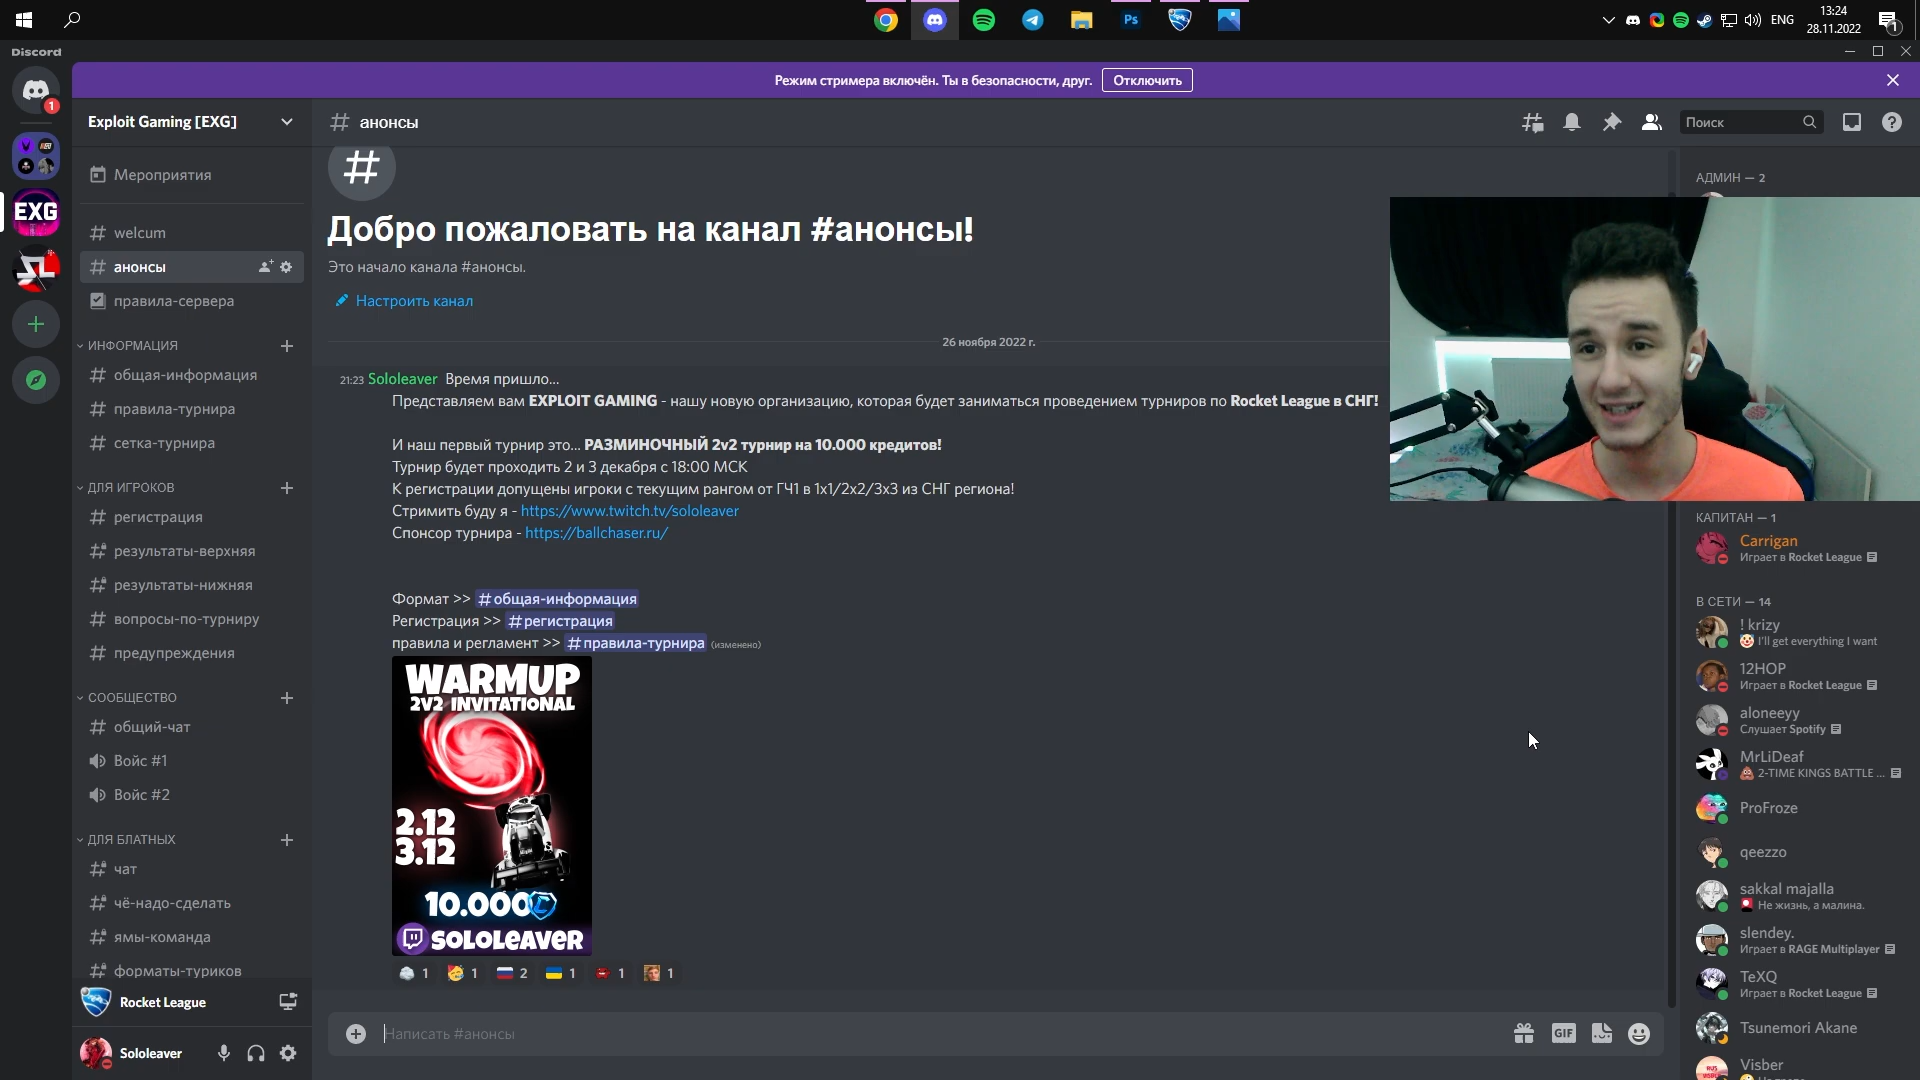 Ps
ENG
13:24
28.11.2022
1
Discord
Режим стримера включён. Ты в безопасности, друг.
Отключить
1
Exploit Gaming [EXG]
анонсы
Поиск
Мероприятия
EXG
welcum
анонсы
правила-сервера
ИНФОРМАЦИЯ
общая-информация
правила-турнира
сетка-турнира
ДЛЯ ИГРОКОВ
регистрация
результаты-верхняя
результаты-нижняя
вопросы-по-турниру
предупреждения
СООБЩЕСТВО
общий-чат
Войс #1
Войс #2
ДЛЯ БЛАТНЫХ
чат
чё-надо-сделать
ямы-команда
форматы-туриков
Rocket League
Sololeaver
#
Добро пожаловать на канал #анонсы!
Это начало канала #анонсы.
Настроить канал
26 ноября 2022 г.
21:23 Sololeaver Время пришло...
Представляем вам EXPLOIT GAMING - нашу новую организацию, которая будет заниматься проведением турниров по Rocket League в СНГ!
И наш первый турнир это... РАЗМИНОЧНЫЙ 2v2 турнир на 10.000 кредитов!
Турнир будет проходить 2 и 3 декабря с 18:00 МСК
К регистрации допущены игроки с текущим рангом от ГЧ1 в 1x1/2x2/3x3 из СНГ региона!
Стримить буду я - https://www.twitch.tv/sololeaver
Спонсор турнира - https://ballchaser.ru/
Формат >> #общая-информация
Регистрация >> #регистрация
правила и регламент >> #правила-турнира (изменено)
WARMUP
2V2 INVITATIONAL
2.12
3.12
10.000
SOLOLEAVER
1 1 2 1 1 1
Написать #анонсы
GIF
АДМИН — 2
КАПИТАН — 1
Carrigan
Играет в Rocket League
В СЕТИ — 14
! krizy
I'll get everything I want
12HOP
Играет в Rocket League
aloneeyy
Слушает Spotify
MrLiDeaf
2-TIME KINGS BATTLE ...
ProFroze
qeezzo
sakkal majalla
Не жизнь, а малина.
slendey.
Играет в RAGE Multiplayer
TeXQ
Играет в Rocket League
Tsunemori Akane
Visber